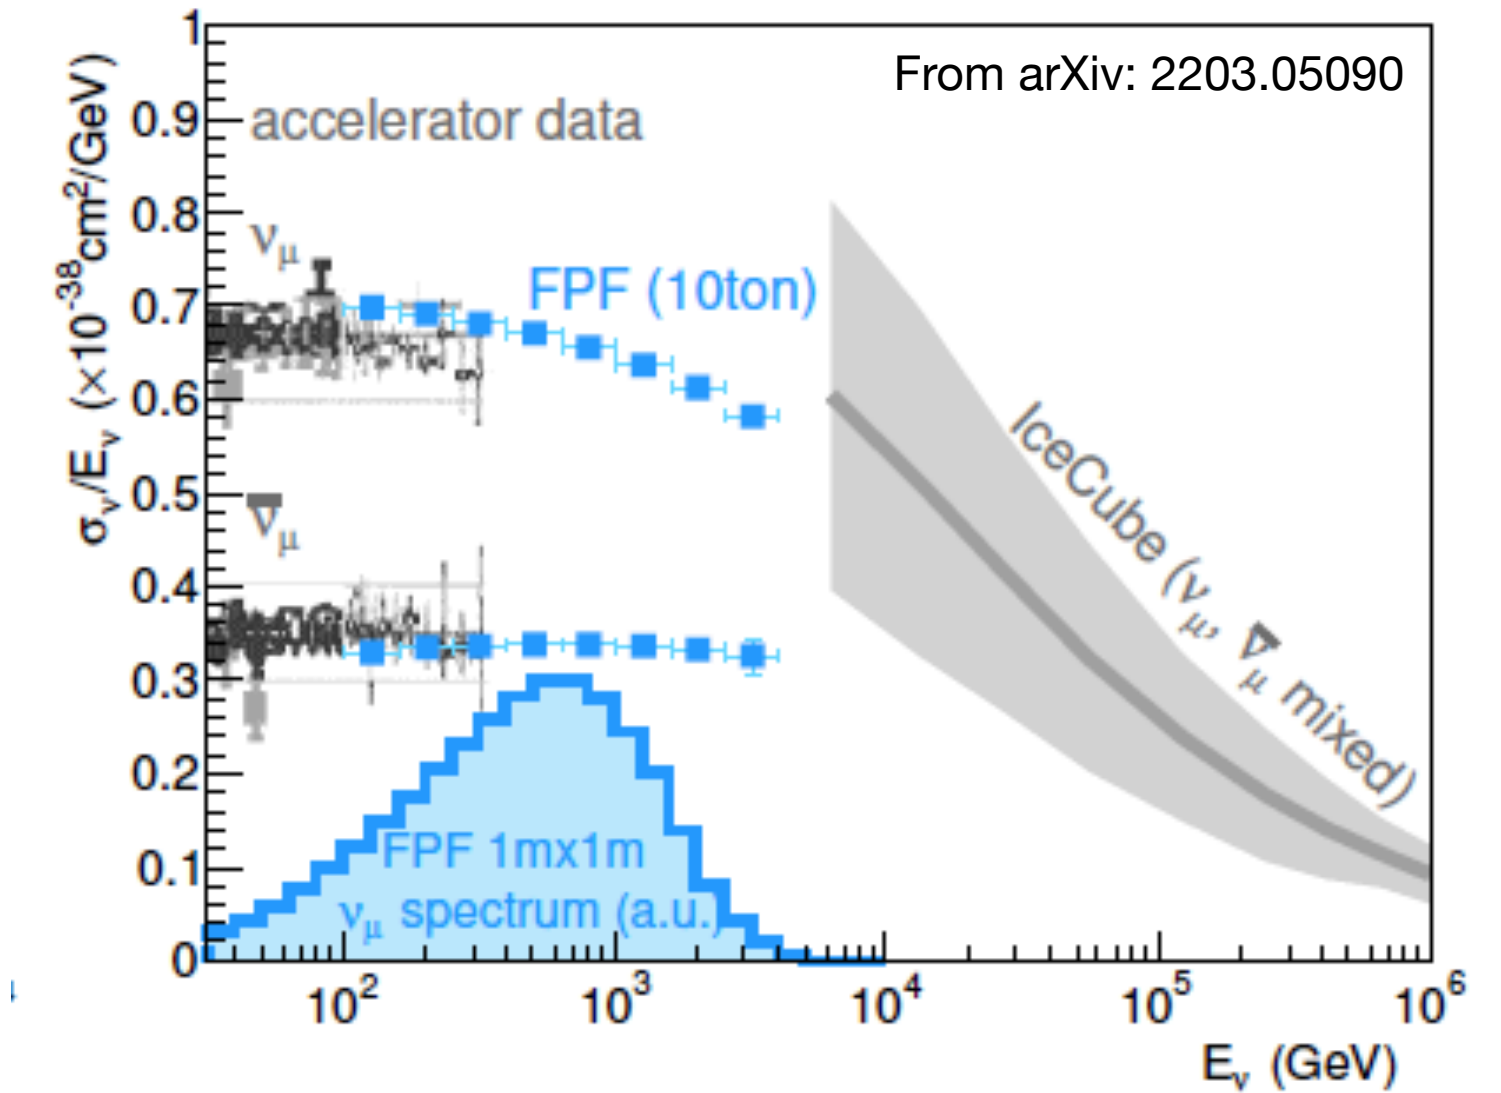 From arXiv: 2203.05090
accelerator data
νμ
FPF (10ton)
ν̅μ
IceCube (νμ, ν̅μ mixed)
FPF 1mx1m
νμ spectrum (a.u.)
σν/Eν (×10⁻³⁸cm²/GeV)
1
0.9
0.8
0.7
0.6
0.5
0.4
0.3
0.2
0.1
0
10² 10³ 10⁴ 10⁵ 10⁶
Eν (GeV)